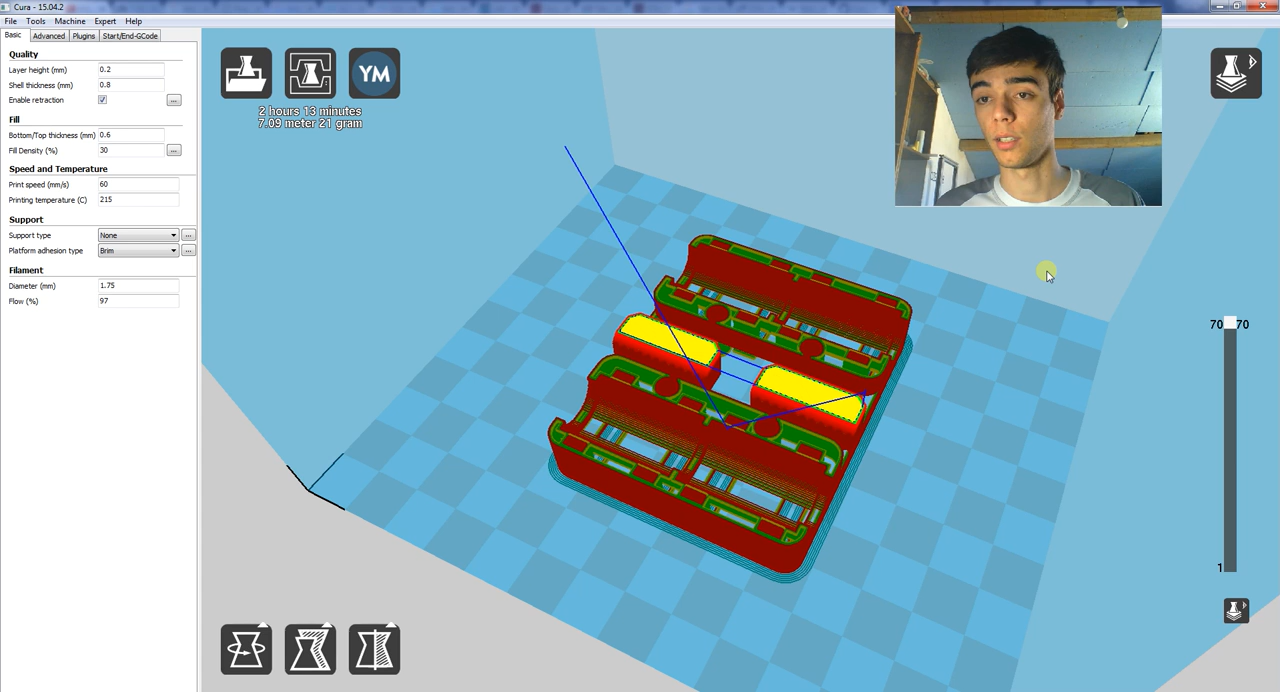 Cura - 15.04.2
File Tools Machine Expert Help
Basic Advanced Plugins Start/End-GCode
Quality
Layer height (mm) 0.2
Shell thickness (mm) 0.8
Enable retraction ...
Fill
Bottom/Top thickness (mm) 0.6
Fill Density (%) 30 ...
Speed and Temperature
Print speed (mm/s) 60
Printing temperature (C) 215
Support
Support type None ...
Platform adhesion type Brim ...
Filament
Diameter (mm) 1.75
Flow (%) 97
YM
2 hours 13 minutes
7.09 meter 21 gram
70 70
1